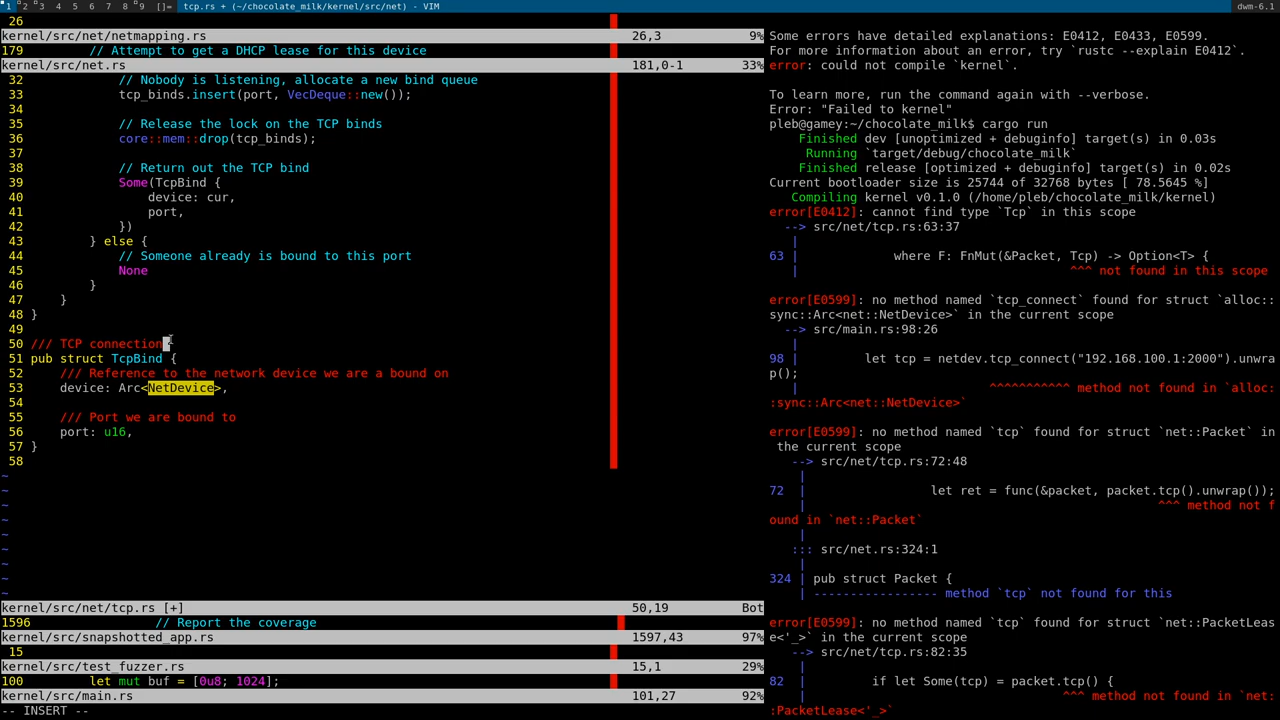 1 2 3 4 5 6 7 8 9 []= tcp.rs + (~/chocolate_milk/kernel/src/net) - VIM dwm-6.1
26
kernel/src/net/netmapping.rs 26,3 9%
179 // Attempt to get a DHCP lease for this device
kernel/src/net.rs 181,0-1 33%
32 // Nobody is listening, allocate a new bind queue
33 tcp_binds.insert(port, VecDeque::new());
34
35 // Release the lock on the TCP binds
36 core::mem::drop(tcp_binds);
37
38 // Return out the TCP bind
39 Some(TcpBind {
40 device: cur,
41 port,
42 })
43 } else {
44 // Someone already is bound to this port
45 None
46 }
47 }
48 }
49
50 /// TCP connection
51 pub struct TcpBind {
52 /// Reference to the network device we are a bound on
53 device: Arc<NetDevice>,
54
55 /// Port we are bound to
56 port: u16,
57 }
58
~
~
~
~
~
~
~
~
~
kernel/src/net/tcp.rs [+] 50,19 Bot
1596 // Report the coverage
kernel/src/snapshotted_app.rs 1597,43 97%
15
kernel/src/test_fuzzer.rs 15,1 29%
100 let mut buf = [0u8; 1024];
kernel/src/main.rs 101,27 92%
-- INSERT --
Some errors have detailed explanations: E0412, E0433, E0599.
For more information about an error, try `rustc --explain E0412`.
error: could not compile `kernel`.

To learn more, run the command again with --verbose.
Error: "Failed to kernel"
pleb@gamey:~/chocolate_milk$ cargo run
Finished dev [unoptimized + debuginfo] target(s) in 0.03s
Running `target/debug/chocolate_milk`
Finished release [optimized + debuginfo] target(s) in 0.02s
Current bootloader size is 25744 of 32768 bytes [ 78.5645 %]
Compiling kernel v0.1.0 (/home/pleb/chocolate_milk/kernel)
error[E0412]: cannot find type `Tcp` in this scope
--> src/net/tcp.rs:63:37
|
63 | where F: FnMut(&Packet, Tcp) -> Option<T> {
| ^^^ not found in this scope

error[E0599]: no method named `tcp_connect` found for struct `alloc::
sync::Arc<net::NetDevice>` in the current scope
--> src/main.rs:98:26
|
98 | let tcp = netdev.tcp_connect("192.168.100.1:2000").unwra
p();
| ^^^^^^^^^^^ method not found in `alloc:
:sync::Arc<net::NetDevice>`

error[E0599]: no method named `tcp` found for struct `net::Packet` in
the current scope
--> src/net/tcp.rs:72:48
|
72 | let ret = func(&packet, packet.tcp().unwrap());
| ^^^ method not f
ound in `net::Packet`
|
::: src/net.rs:324:1
|
324 | pub struct Packet {
| ----------------- method `tcp` not found for this

error[E0599]: no method named `tcp` found for struct `net::PacketLeas
e<'_>` in the current scope
--> src/net/tcp.rs:82:35
|
82 | if let Some(tcp) = packet.tcp() {
| ^^^ method not found in `net:
:PacketLease<'_>`